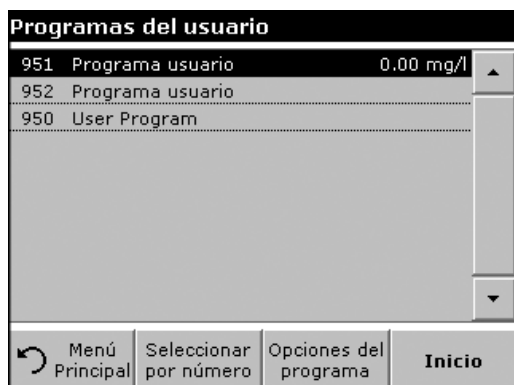 Programas del usuario
951 Programa usuario 0.00 mg/l
952 Programa usuario
950 User Program
Menú Principal
Seleccionar por número
Opciones del programa
Inicio